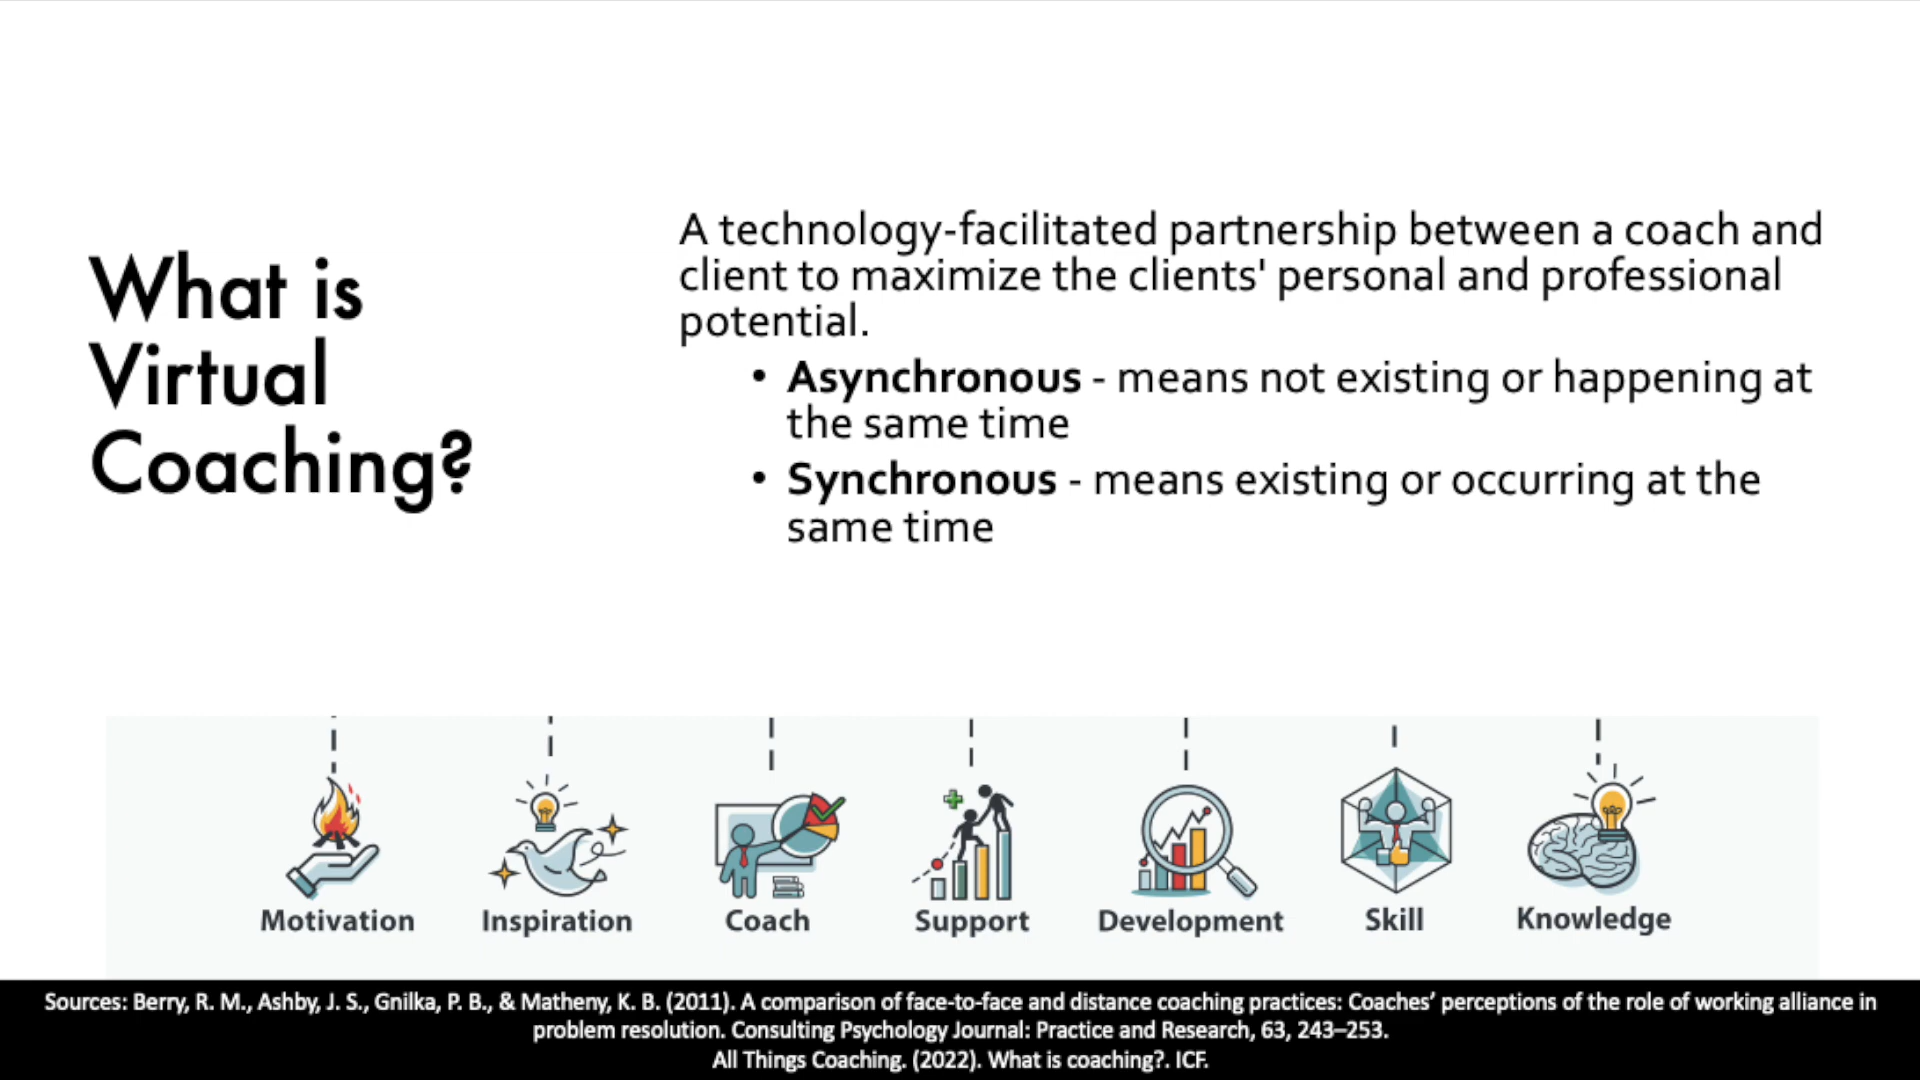 What is
Virtual
Coaching?
A technology-facilitated partnership between a coach and
client to maximize the clients' personal and professional
potential.
• Asynchronous - means not existing or happening at
the same time
• Synchronous - means existing or occurring at the
same time
Motivation
Inspiration
Coach
Support
Development
Skill
Knowledge
Sources: Berry, R. M., Ashby, J. S., Gnilka, P. B., & Matheny, K. B. (2011). A comparison of face-to-face and distance coaching practices: Coaches’ perceptions of the role of working alliance in
problem resolution. Consulting Psychology Journal: Practice and Research, 63, 243–253.
All Things Coaching. (2022). What is coaching?. ICF.